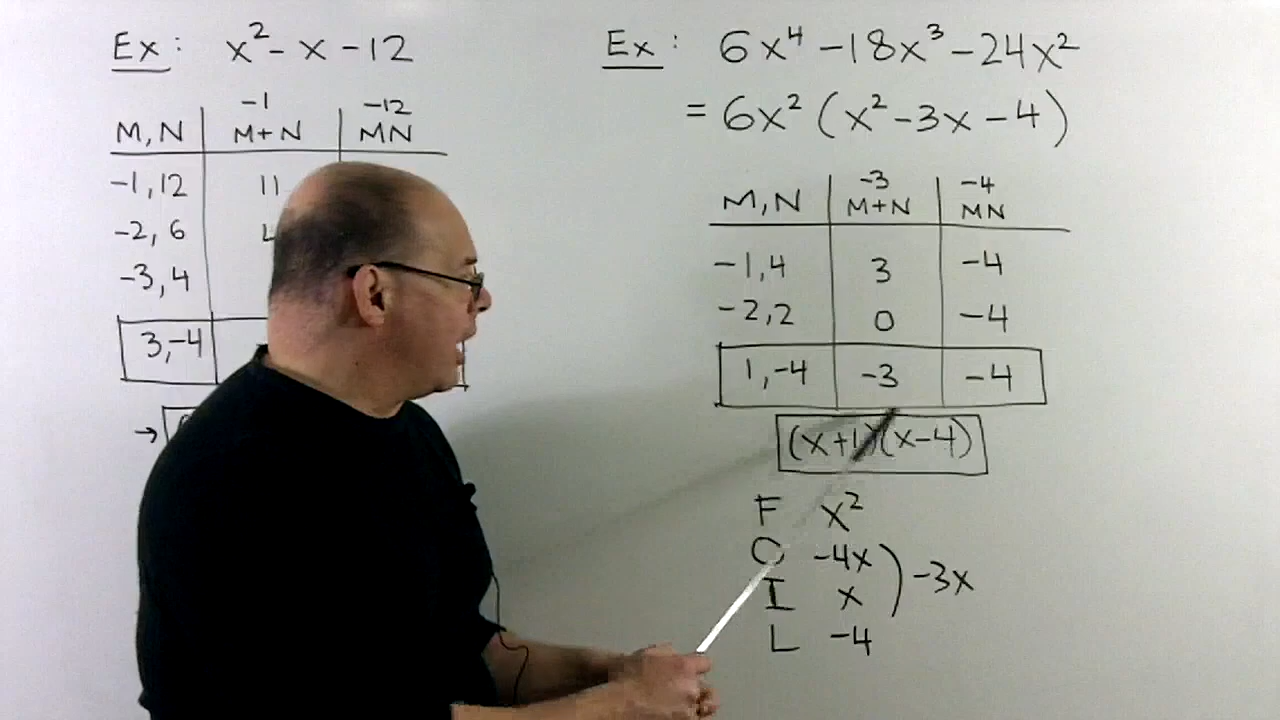 Ex: x² - x - 12
M, N | -1 M+N | -12 MN
-1, 12 11
-2, 6
-3, 4
3, -4
→
Ex: 6x⁴ - 18x³ - 24x²
= 6x² (x² - 3x - 4)
M, N | -3 M+N | -4 MN
-1, 4 3 -4
-2, 2 0 -4
1, -4 -3 -4
(x+1)(x-4)
F x²
O -4x
I x ) -3x
L -4